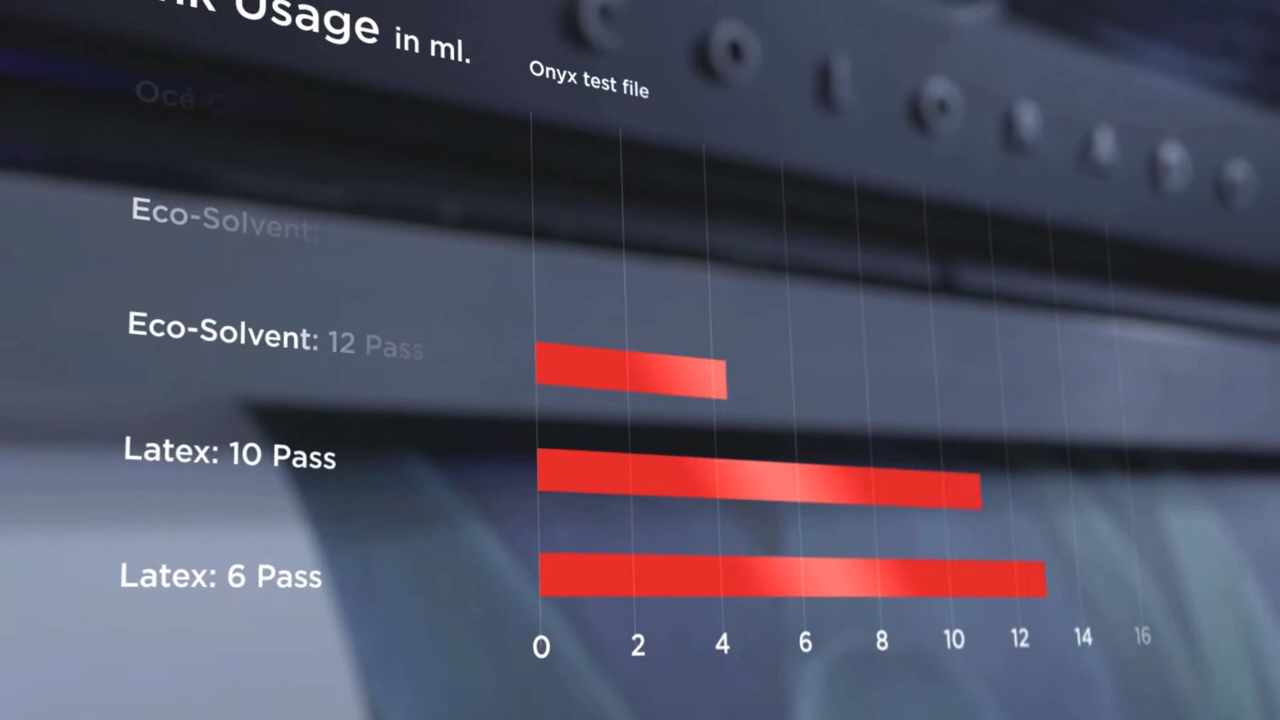 Usage in ml.
Onyx test file
Océ
Eco-Solvent:
Eco-Solvent: 12 Pass
Latex: 10 Pass
Latex: 6 Pass
0 2 4 6 8 10 12 14 16